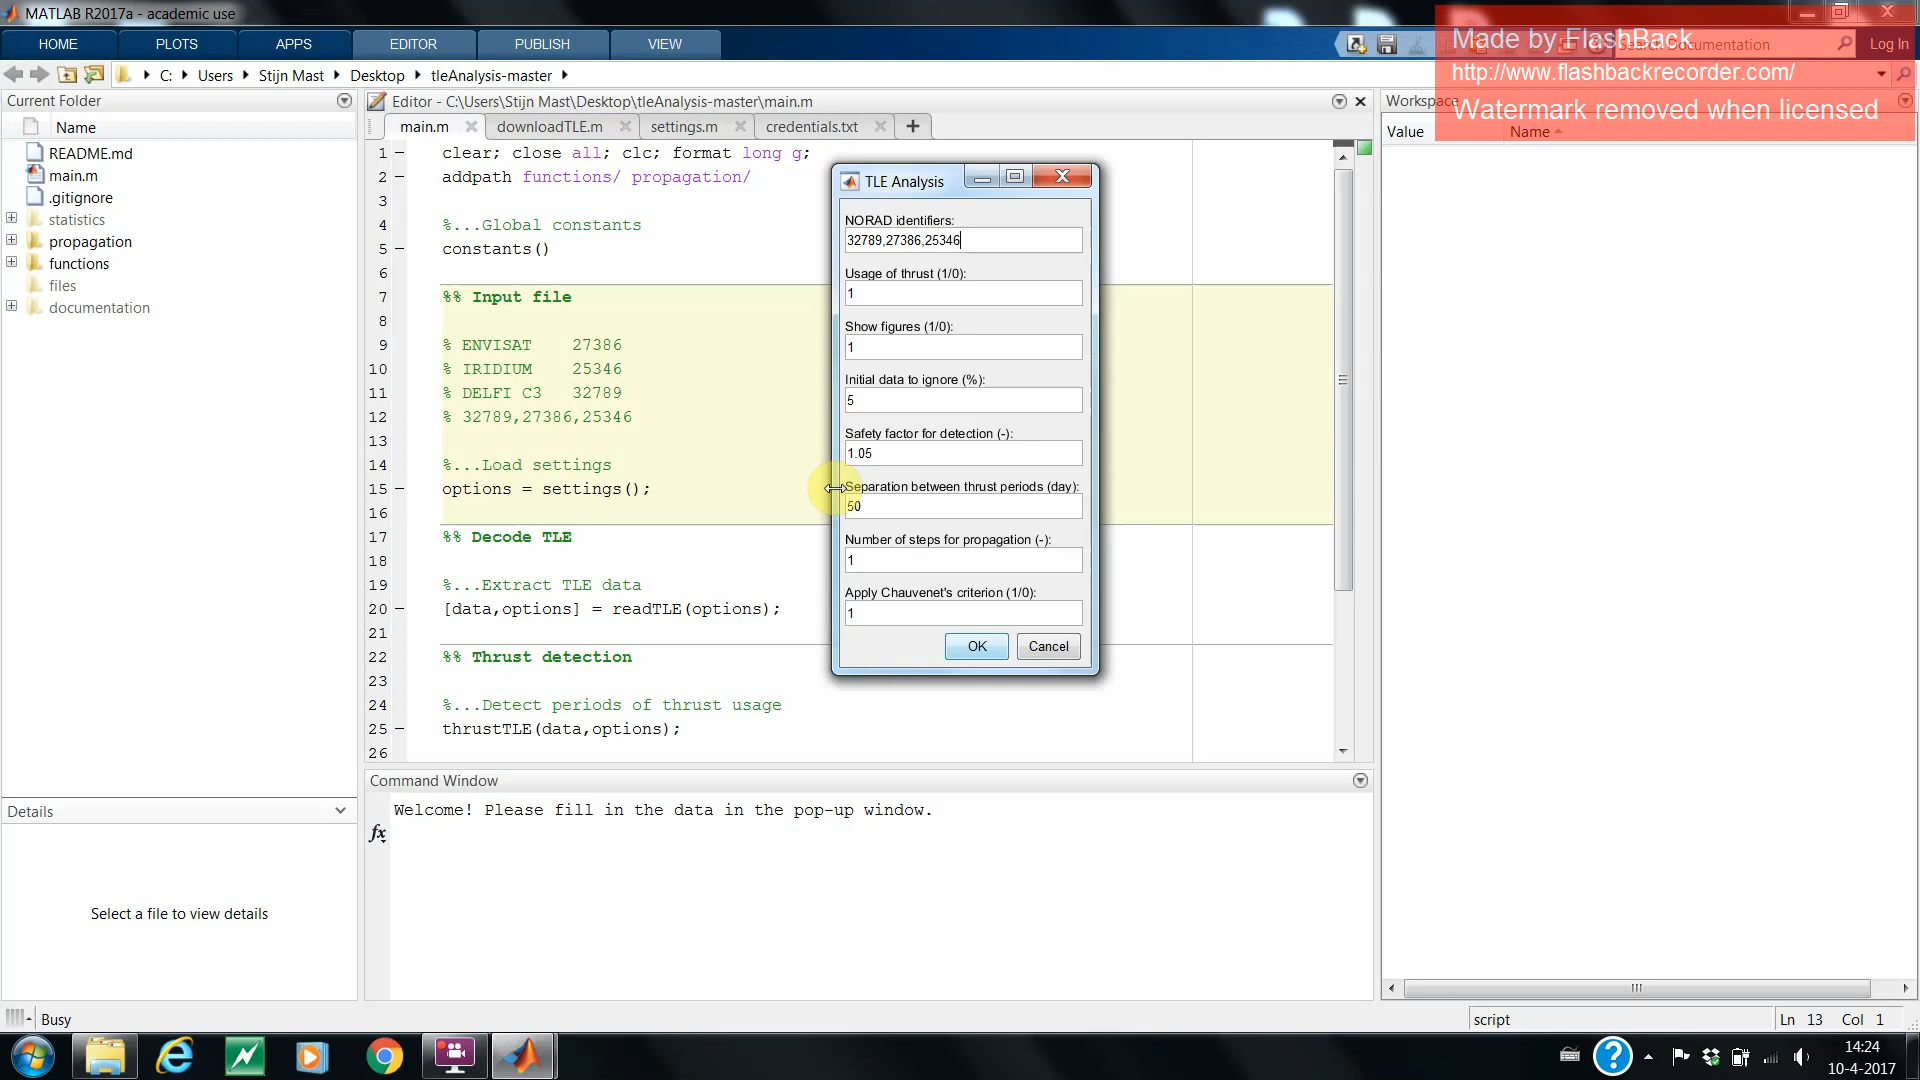 MATLAB R2017a - academic use
HOME PLOTS APPS EDITOR PUBLISH VIEW
Documentation
Log In
Made by FlashBack
http://www.flashbackrecorder.com/
Watermark removed when licensed
C: Users Stijn Mast Desktop tleAnalysis-master
Current Folder
Name
README.md
main.m
.gitignore
statistics
propagation
functions
files
documentation
Details
Select a file to view details
Editor - C:\Users\Stijn Mast\Desktop\tleAnalysis-master\main.m
main.m downloadTLE.m settings.m credentials.txt
1 clear; close all; clc; format long g;
2 addpath functions/ propagation/
3
4 %...Global constants
5 constants()
6
7 %% Input file
8
9 % ENVISAT 27386
10 % IRIDIUM 25346
11 % DELFI C3 32789
12 % 32789,27386,25346
13
14 %...Load settings
15 options = settings();
16
17 %% Decode TLE
18
19 %...Extract TLE data
20 [data,options] = readTLE(options);
21
22 %% Thrust detection
23
24 %...Detect periods of thrust usage
25 thrustTLE(data,options);
26
TLE Analysis
NORAD identifiers:
32789,27386,25346
Usage of thrust (1/0):
1
Show figures (1/0):
1
Initial data to ignore (%):
5
Safety factor for detection (-):
1.05
Separation between thrust periods (day):
50
Number of steps for propagation (-):
1
Apply Chauvenet's criterion (1/0):
1
OK Cancel
Command Window
Welcome! Please fill in the data in the pop-up window.
fx
Workspace
Value Name
Busy
script
Ln 13 Col 1
14:24
10-4-2017